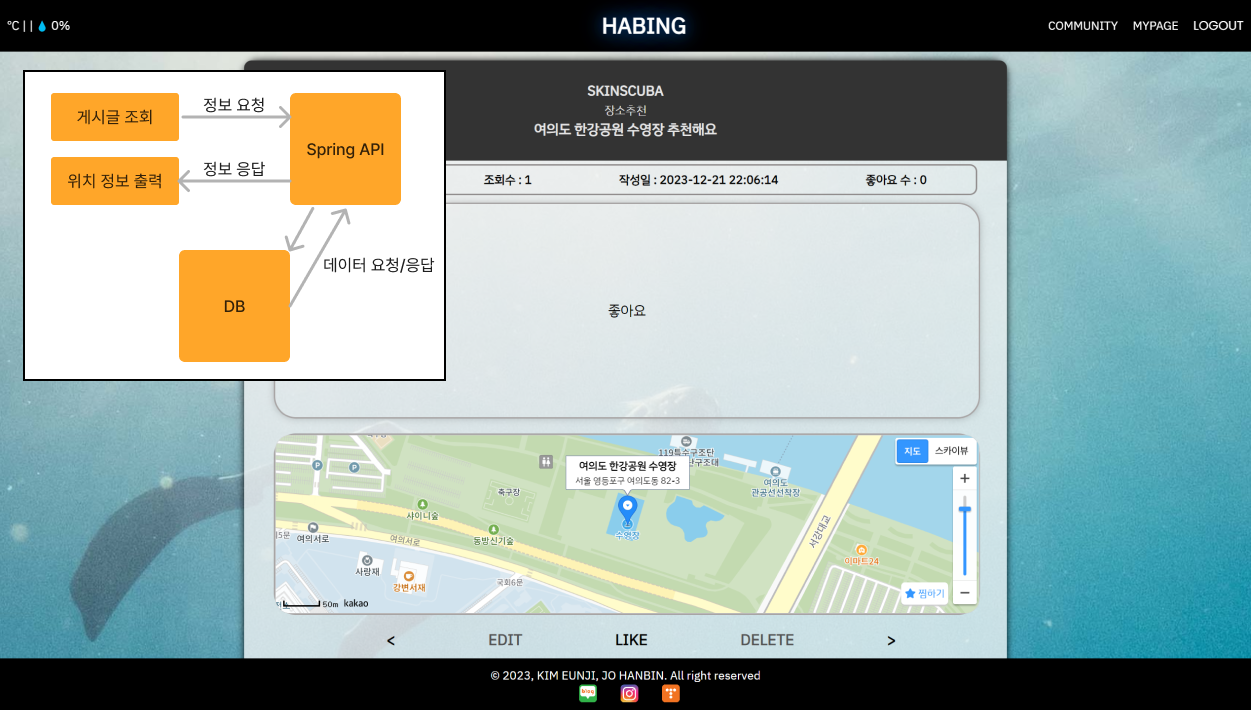 °C | | 0%
HABING
COMMUNITY MYPAGE LOGOUT
게시글 조회
정보 요청
Spring API
위치 정보 출력
정보 응답
데이터 요청/응답
DB
SKINSCUBA
장소추천
여의도 한강공원 수영장 추천해요
조회수 : 1
작성일 : 2023-12-21 22:06:14
좋아요 수 : 0
좋아요
119특수구조단
지도 스카이뷰
여의도 한강공원 수영장
서울 영등포구 여의도동 82-3
여의도
관공선선착장
축구장
샤이니숲
수영장
여의서로
여의서로
동방신기숲
서강대교
이마트24
사랑재
강변서재
국회6문
찜하기
50m kakao
< EDIT LIKE DELETE >
© 2023, KIM EUNJI, JO HANBIN. All right reserved
blog